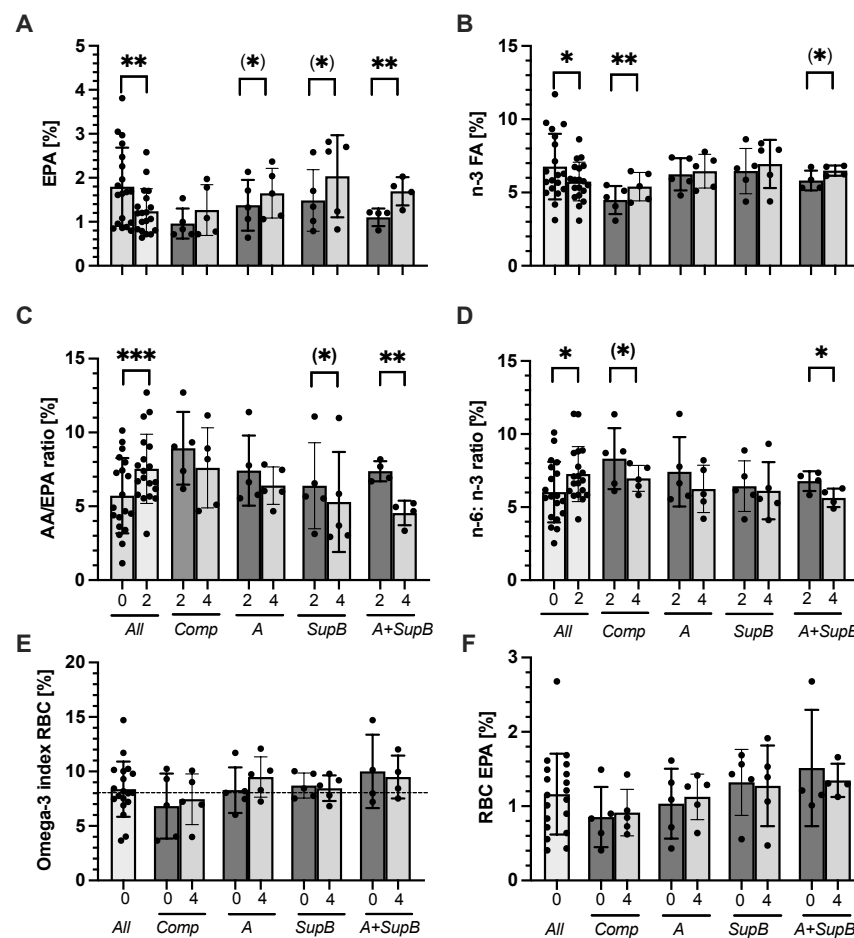 A
EPA [%]
5
4
3
2
1
0
**
(*)
(*)
**
B
n-3 FA [%]
15
10
5
0
*
**
(*)
C
AA/EPA ratio [%]
15
10
5
0
***
(*)
**
0 2 2 4 2 4 2 4 2 4
All Comp A SupB A+SupB
D
n-6: n-3 ratio [%]
15
10
5
0
*
(*)
*
0 2 2 4 2 4 2 4 2 4
All Comp A SupB A+SupB
E
Omega-3 index RBC [%]
20
15
10
5
0
0 0 4 0 4 0 4 0 4
All Comp A SupB A+SupB
F
RBC EPA [%]
3
2
1
0
0 0 4 0 4 0 4 0 4
All Comp A SupB A+SupB